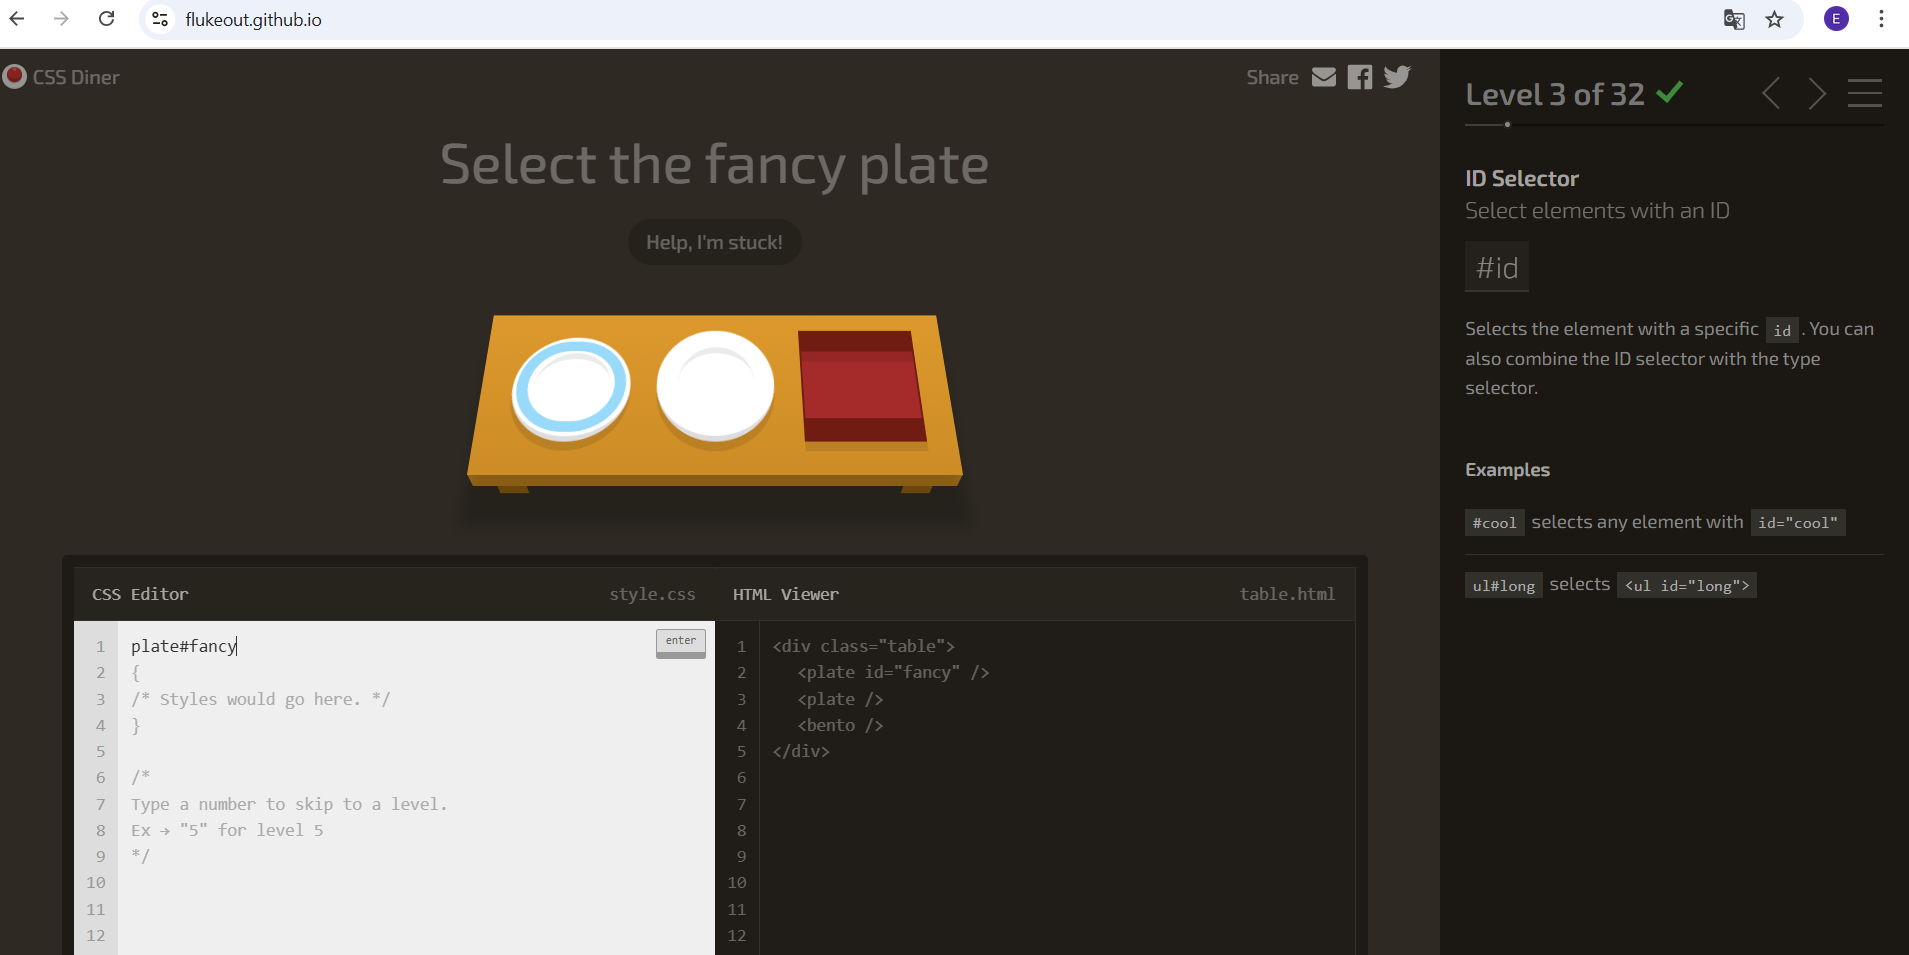 flukeout.github.io
E
CSS Diner
Share
Select the fancy plate
Help, I'm stuck!
CSS Editor
style.css
1 plate#fancy
enter
2 {
3 /* Styles would go here. */
4 }
5
6 /*
7 Type a number to skip to a level.
8 Ex → "5" for level 5
9 */
10
11
12
HTML Viewer
table.html
1 <div class="table">
2 <plate id="fancy" />
3 <plate />
4 <bento />
5 </div>
6
7
8
9
10
11
12
Level 3 of 32
ID Selector
Select elements with an ID
#id
Selects the element with a specific id . You can
also combine the ID selector with the type
selector.
Examples
#cool selects any element with id="cool"
ul#long selects <ul id="long">